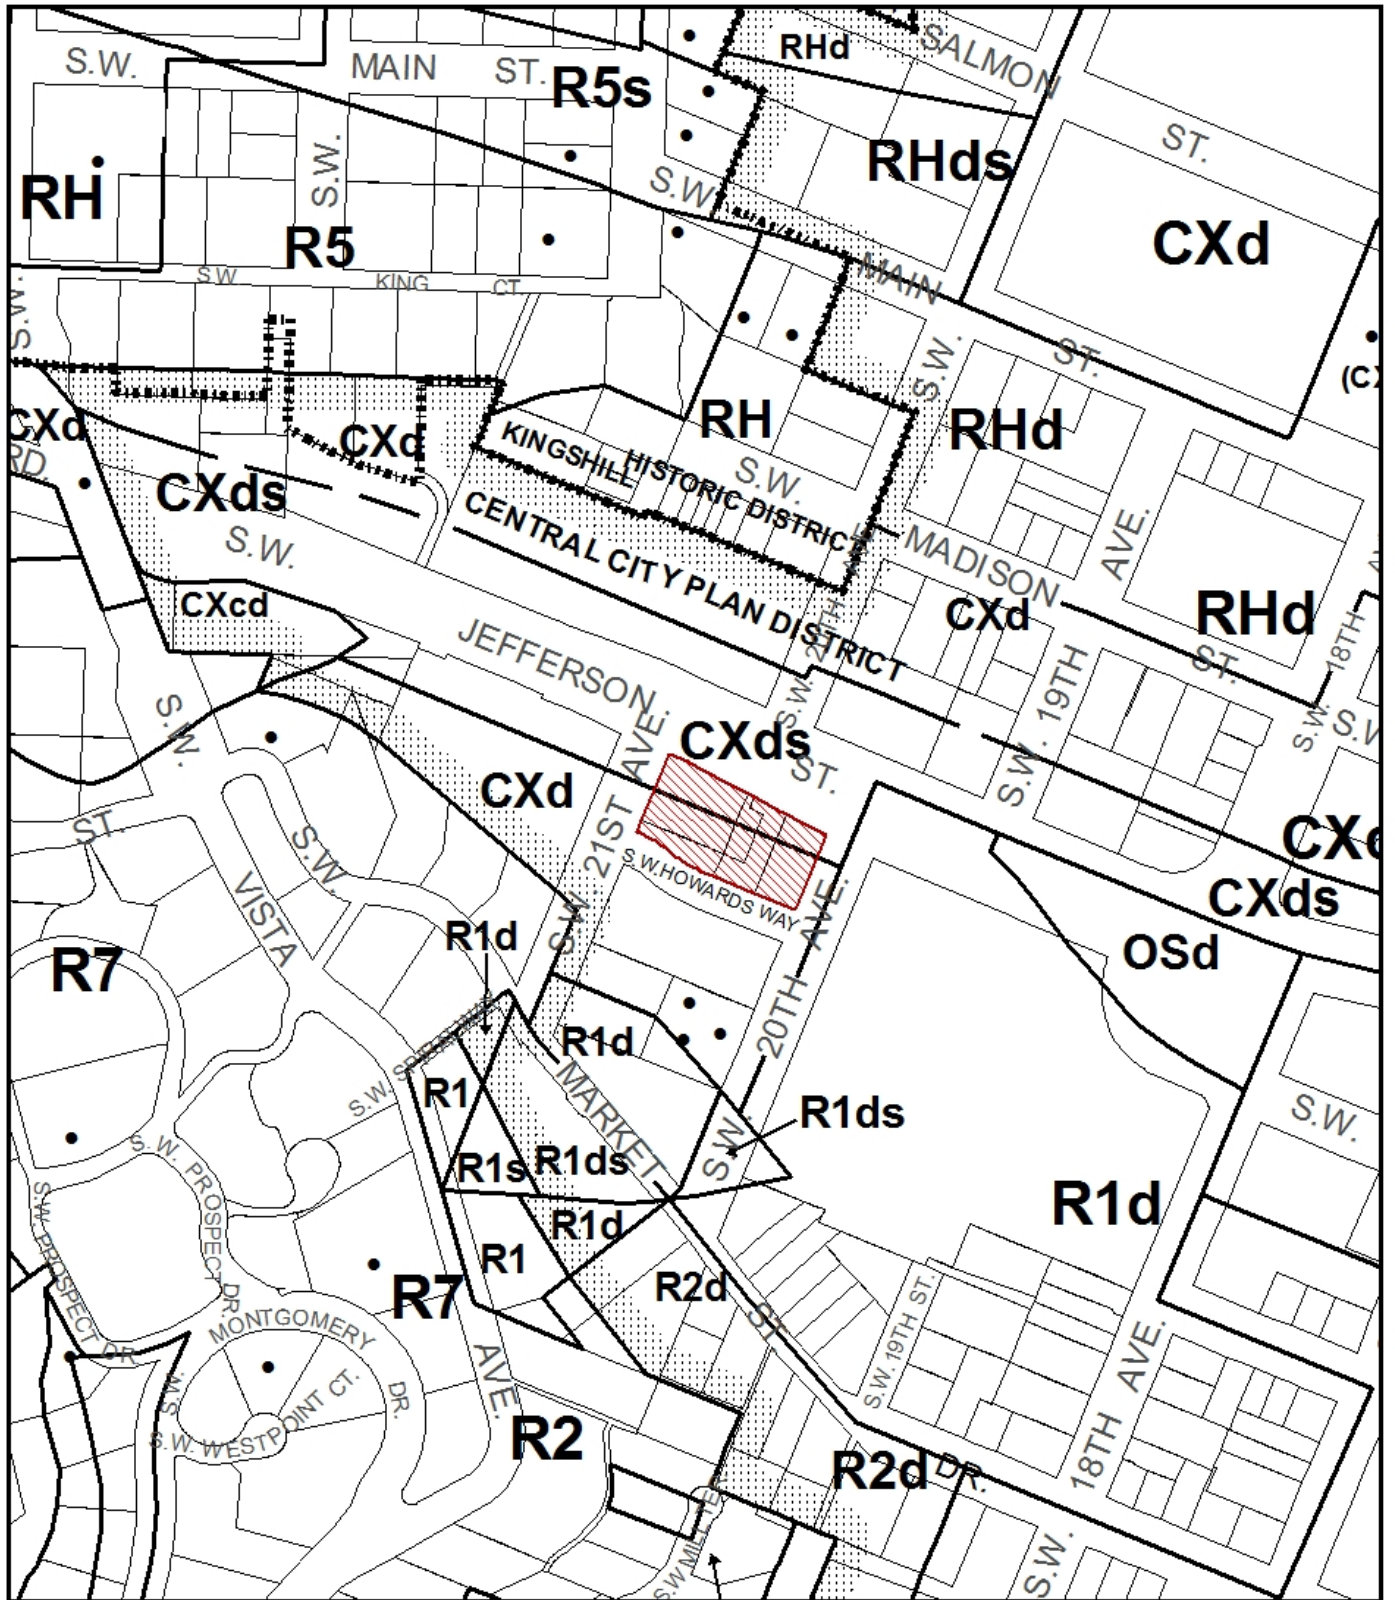 S.W. MAIN ST.
R5s
RHd
SALMON ST.
RH
S.W.
R5
S.W.
RHds
CXd
S.W.
SW KING CT.
MAIN ST.
S.W.
(CX
CXd
RD.
CXd
CXds
S.W. JEFFERSON ST.
RH
RHd
S.W.
KINGSHILL HISTORIC DISTRICT
CENTRAL CITY PLAN DISTRICT
S.W. MADISON ST.
AVE.
AVE.
CXcd
CXd
RHd
S.W. 18TH
S.W. 20TH
S.W. 19TH
S.W.
S.W. VISTA AVE.
ST.
S.W.
CXd
CXds
S.W. 21ST AVE.
S.W. HOWARDS WAY
CXds
OSd
R7
R1d
S.W. 20TH AVE.
R1d
S.W. MARKET ST. DR.
R1
R1ds
R1s
R1ds
R1d
R1
R1d
S.W.
S.W. PROSPECT DR.
S.W. PROSPECT DR
R7
R2d
MONTGOMERY DR.
S.W.
S.W. WESTPOINT CT.
S.W. 19TH ST.
18TH AVE.
R2
R2d
S.W.